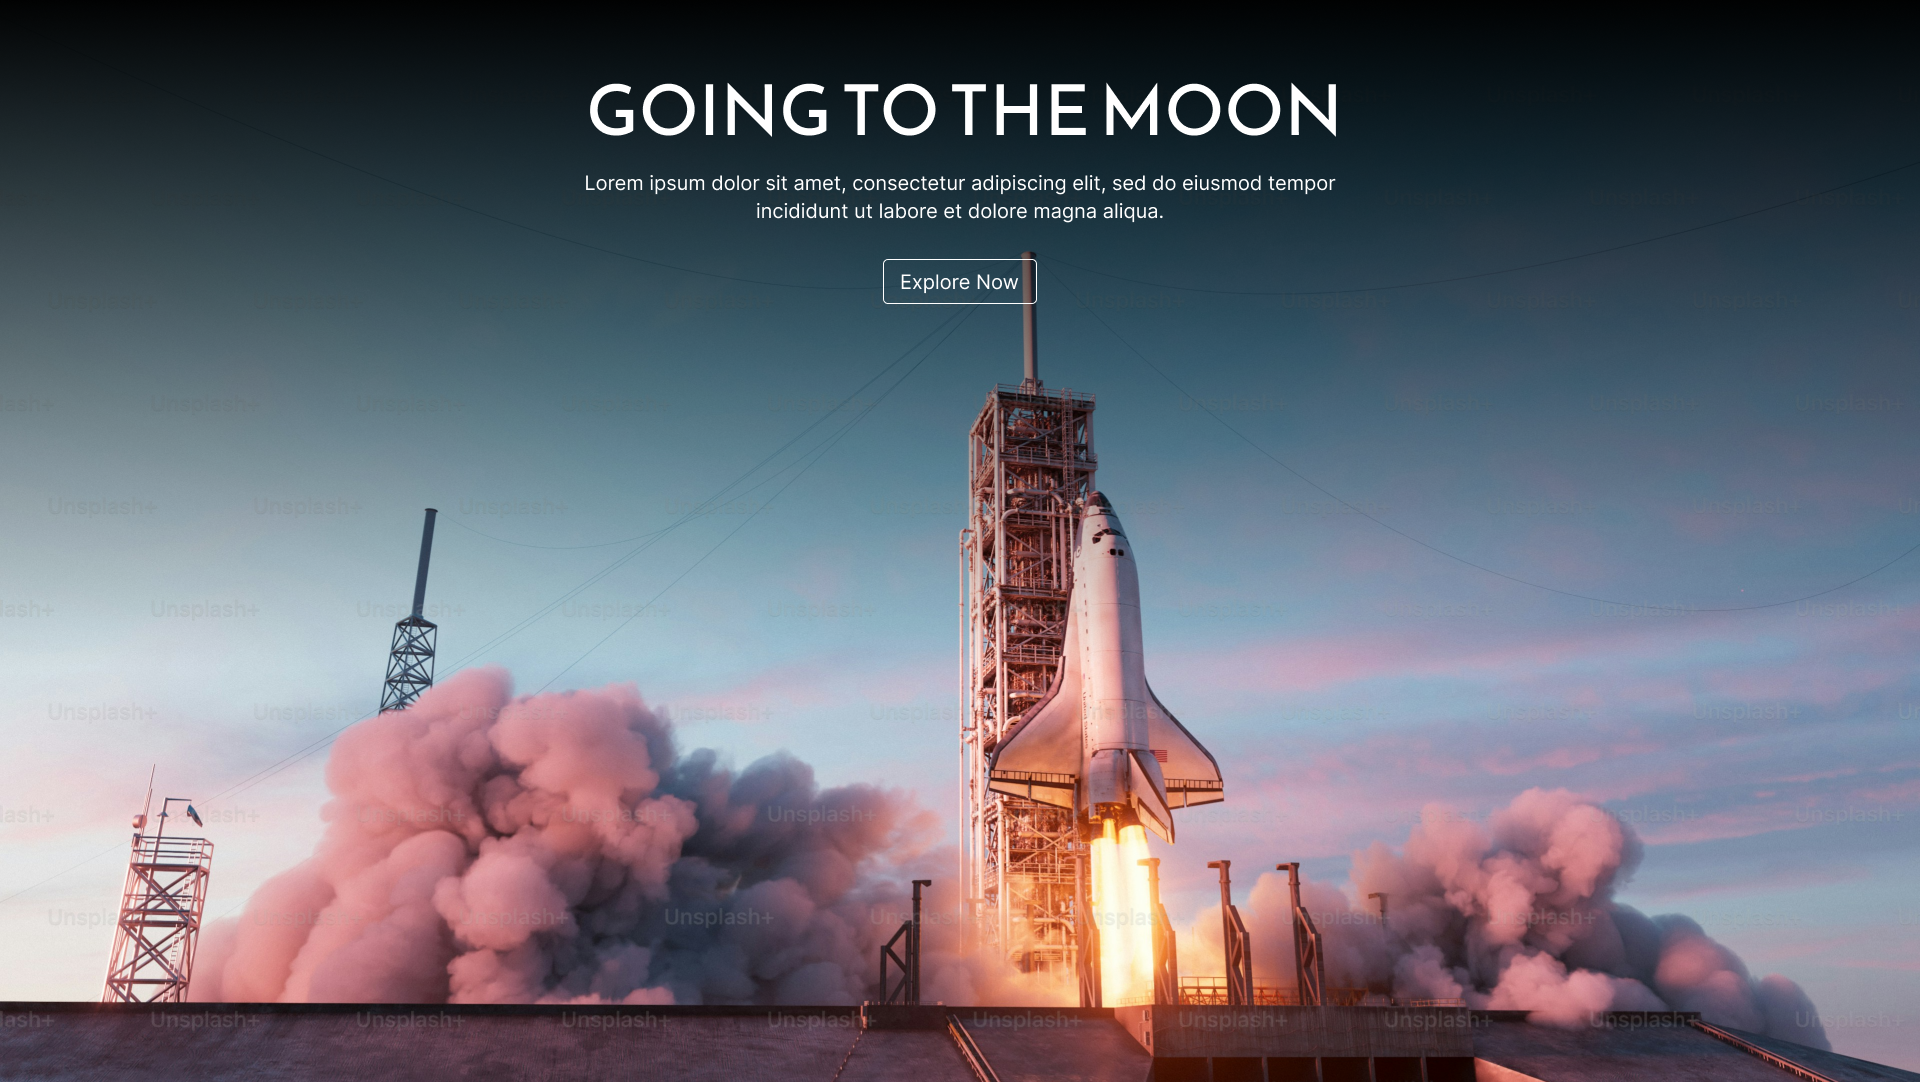 GOING TO THE MOON
Lorem ipsum dolor sit amet, consectetur adipiscing elit, sed do eiusmod tempor
incididunt ut labore et dolore magna aliqua.
Explore Now
Unsplash+